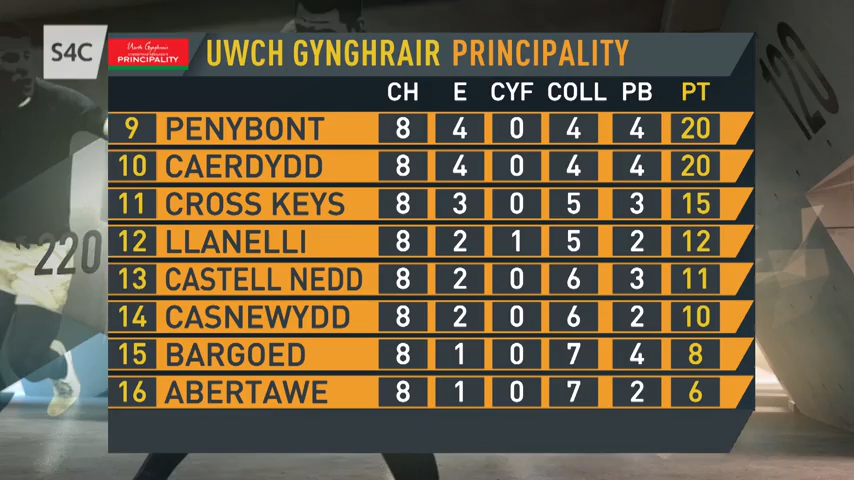 S4C
Uwch Gynghrair
PRINCIPALITY
UWCH GYNGHRAIR PRINCIPALITY
CH E CYF COLL PB PT
9 PENYBONT 8 4 0 4 4 20
10 CAERDYDD 8 4 0 4 4 20
11 CROSS KEYS 8 3 0 5 3 15
12 LLANELLI 8 2 1 5 2 12
13 CASTELL NEDD 8 2 0 6 3 11
14 CASNEWYDD 8 2 0 6 2 10
15 BARGOED 8 1 0 7 4 8
16 ABERTAWE 8 1 0 7 2 6
120
220